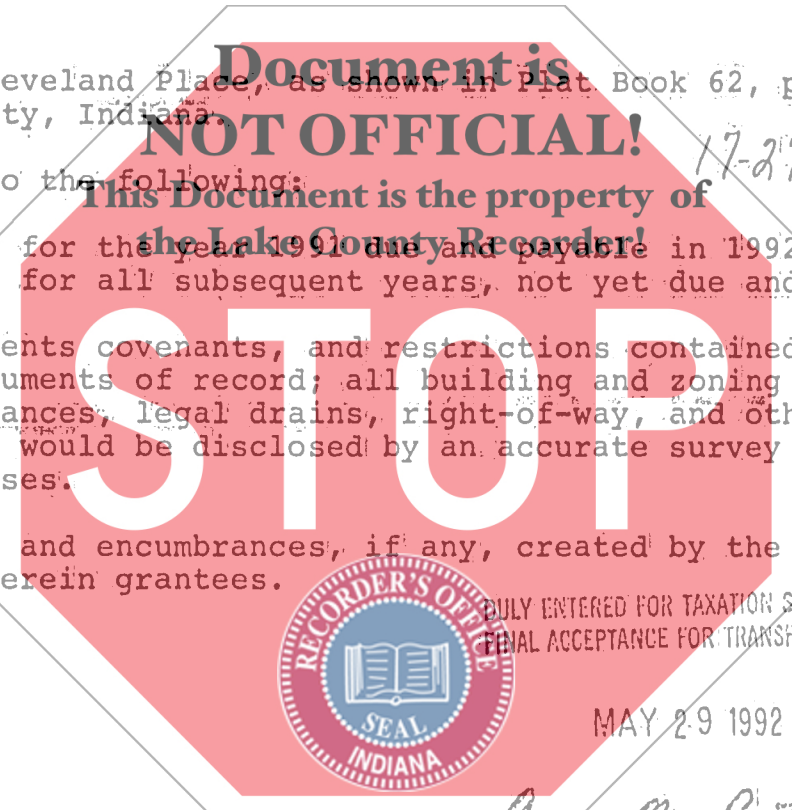 Document is
eveland Place, as shown in Plat Book 62, p
ty, Indiana.
NOT OFFICIAL!
17-27
o the following:
This Document is the property of
the Lake County Recorder!
for the year 1991 due and payable in 1992
for all subsequent years, not yet due and
STOP
ents covenants, and restrictions contained
uments of record; all building and zoning
ances, legal drains, right-of-way, and oth
would be disclosed by an accurate survey
ses.
and encumbrances, if any, created by the
erein grantees.
RECORDER'S OFFICE
SEAL
INDIANA
DULY ENTERED FOR TAXATION S
FINAL ACCEPTANCE FOR TRANSF
MAY 29 1992